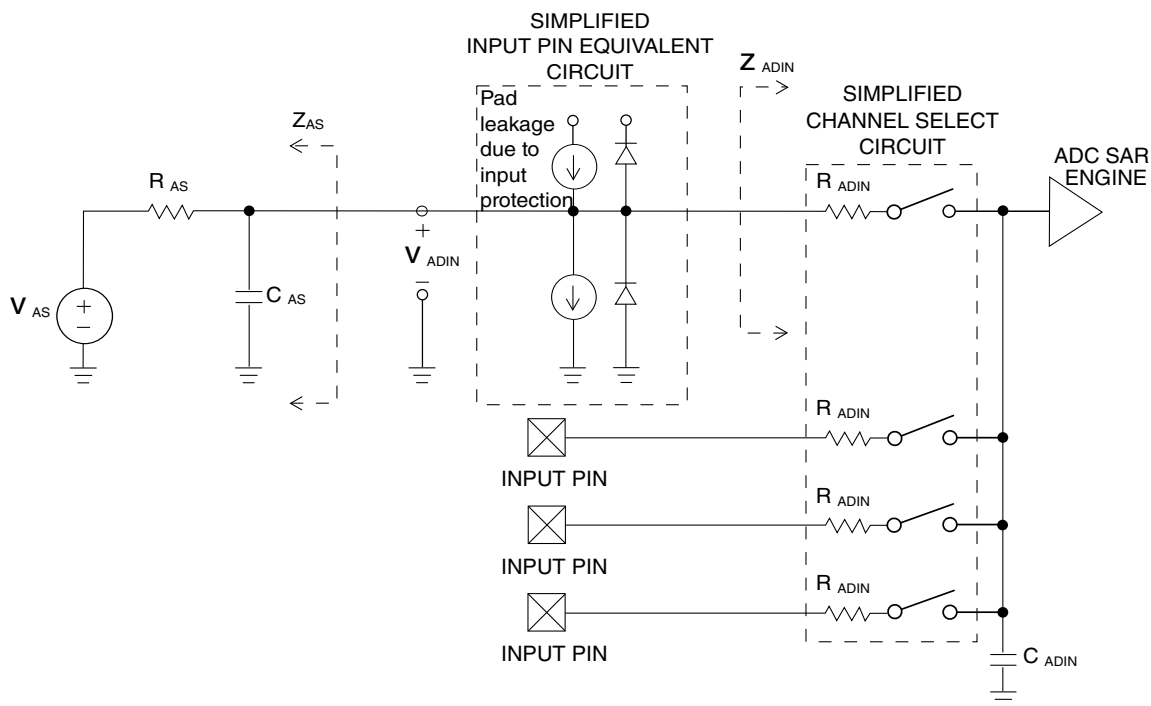 SIMPLIFIED
INPUT PIN EQUIVALENT
CIRCUIT
Pad
leakage
due to
input
protection
Z ADIN
SIMPLIFIED
CHANNEL SELECT
CIRCUIT
ADC SAR
ENGINE
ZAS
R AS
R ADIN
+
V ADIN
−
C AS
V AS
+
−
R ADIN
INPUT PIN
R ADIN
INPUT PIN
R ADIN
INPUT PIN
C ADIN